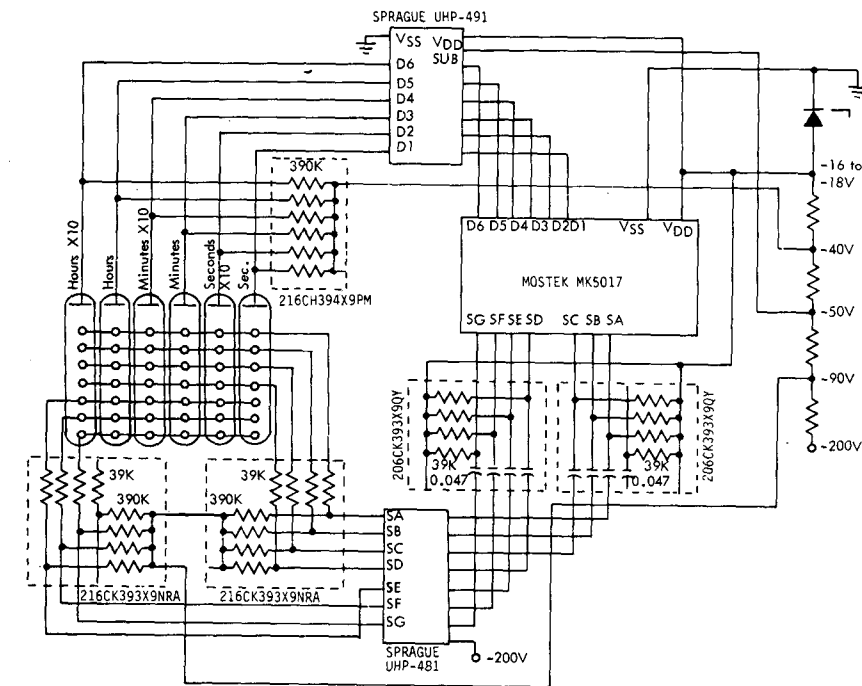 SPRAGUE UHP-491
VSS VDD
SUB
D6
D5
D4
D3
D2
D1
390K
216CH394X9PM
Hours X10
Hours
Minutes X10
Minutes
Seconds X10
Sec.
-16 to
-18V
-40V
-50V
-90V
-200V
D6 D5 D4 D3 D2 D1 VSS VDD
MOSTEK MK5017
SG SF SE SD SC SB SA
206CK393X9QY
39K
0.047
39K
0.047
206CK393X9QY
39K
390K
216CK393X9NRA
39K
390K
216CK393X9NRA
SA
SB
SC
SD
SE
SF
SG
SPRAGUE
UHP-481
-200V